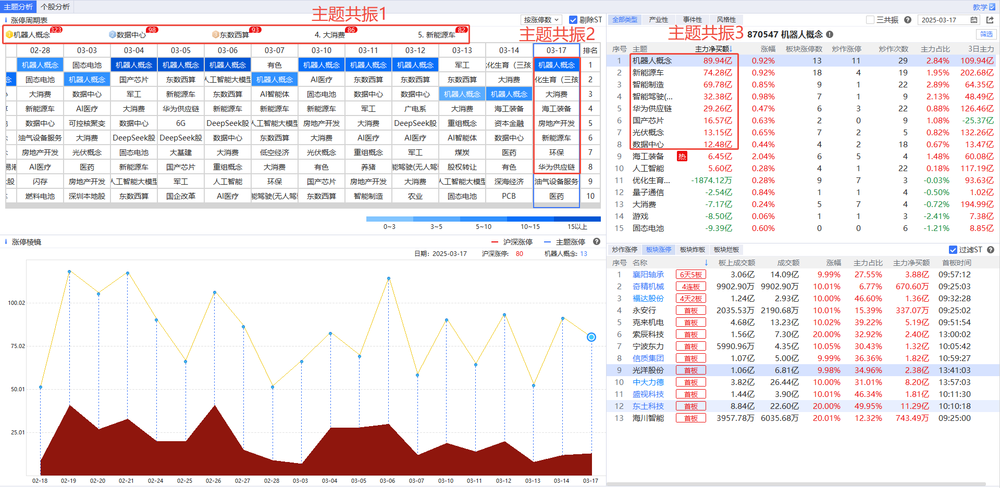 主题分析 个股分析 教学
涨停周期表 主题共振1 按涨停数 剔除ST
1 机器人概念 323 2 数据中心 98 3 东数西算 93 4. 大消费 86 5. 新能源车 82
主题共振2
02-28 03-03 03-04 03-05 03-06 03-07 03-10 03-11 03-12 03-13 03-14 03-17 排名
机器人概念 固态电池 机器人概念 机器人概念 机器人概念 有色 机器人概念 机器人概念 机器人概念 军工 化生育（三孩 机器人概念 1
念 固态电池 机器人概念 国产芯片 东数西算 人工智能大模型 机器人概念 AI医疗 东数西算 东数西算 东数西算 大消费 化生育（三孩 2
大消费 数据中心 军工 新能源车 东数西算 AI智能体 固态电池 数据中心 数据中心 机器人概念 机器人概念 大消费 3
新能源车 AI医疗 大消费 华为供应链 新能源车 新能源车 新能源车 军工 广电系 大消费 海工装备 海工装备 4
数据中心 可控核聚变 数据中心 6G DeepSeek股 人工智能大模型 房地产开发 大消费 DeepSeek股 重组概念 资本金融 房地产开发 5
油气设备服务 大消费 DeepSeek股 DeepSeek股 数据中心 东数西算 大消费 AI医疗 AI医疗 AI智能体 数据中心 新能源车 6
房地产开发 光伏概念 固态电池 大基建 大消费 低空经济 光伏概念 重组概念 军工 煤炭 医药 环保 7
易港 AI医疗 医药 新能源车 国产芯片 重组概念 大消费 有色 养猪 能驾驶(无人驾 股权转让 有色 华为供应链 8
股 闪存 房地产开发 人工智能大模型 军工 人工智能 环保 国产芯片 房地产开发 大消费 人工智能大模型 深海经济 油气设备服务 9
燃料电池 深圳本地股 东数西算 国企改革 AI医疗 能驾驶(无人驾 东数西算 智能制造 农业 固态电池 PCB 医药 10
0~3 3~5 5~10 10~15 15以上
涨停棱镜 沪深涨停 主题涨停
日期: 2025-03-17 沪深涨停: 80 机器人概念: 13
100.02
75.02
50.01
25.01
02-18 02-19 02-20 02-21 02-24 02-25 02-26 02-27 02-28 03-03 03-04 03-05 03-06 03-07 03-10 03-11 03-12 03-13 03-14 03-17
全部类型 产业性 事件性 风格性 三共振 2025-03-17
主题共振3 870547 机器人概念 筛选
序号 主题 主力净买额↓ 涨幅 板块涨停数 炒作涨停 炒作次数 主力占比 3日主力
1 机器人概念 89.94亿 0.92% 13 11 29 2.84% 109.94亿
2 新能源车 74.28亿 0.92% 18 4 19 1.95% 202.68亿
3 智能制造 69.78亿 0.85% 9 1 22 2.89% 64.35亿
4 智能驾驶(... 32.38亿 0.98% 7 1 9 2.13% 48.49亿
5 华为供应链 29.26亿 0.47% 6 3 22 0.88% 126.46亿
6 国产芯片 16.57亿 0.63% 2 0 9 1.08% -25.37亿
7 光伏概念 13.15亿 0.65% 7 2 5 0.82% 132.26亿
8 数据中心 12.48亿 0.44% 4 2 18 0.67% 13.47亿
9 海工装备 热 6.45亿 2.04% 6 5 4 1.48% 60.08亿
10 人工智能 5.60亿 0.28% 4 1 22 0.18% 117.19亿
11 优化生育... -1874.12万 0.28% 9 7 3 -0.03% 93.63亿
12 量子通信 -2.54亿 0.84% 1 1 4 -0.50% 1.02亿
13 大消费 -7.17亿 0.24% 5 7 4 -0.72% 194.99亿
14 游戏 -8.50亿 0.06% 1 1 3 -2.41% 7.38亿
15 固态电池 -9.39亿 0.60% 0 0 6 -1.21% 8.85亿
炒作涨停 板块涨停 板块炸板 板块烂板 过滤ST
序号 名称 ↓ 板上成交额 成交额 涨幅 主力占比 主力净买额 首板时间
1 襄阳轴承 6天5板 3.06亿 14.09亿 9.99% 27.55% 3.88亿 09:57:12
2 奇精机械 4连板 9902.90万 9902.90万 10.01% 6.77% 670.60万 09:25:03
3 福达股份 4天2板 1.24亿 2.93亿 10.00% 46.60% 1.36亿 09:32:28
4 永安行 首板 2035.53万 2190.68万 10.01% 15.39% 337.07万 09:25:02
5 克来机电 首板 4.68亿 13.23亿 10.02% 39.22% 5.19亿 09:51:54
6 索辰科技 首板 1.56亿 7.30亿 20.00% 32.92% 2.40亿 13:00:02
7 宁波东力 首板 5990.96万 4.35亿 10.05% 30.43% 1.32亿 10:05:42
8 信质集团 首板 1.07亿 5.00亿 9.99% 36.36% 1.82亿 10:59:27
9 光洋股份 首板 1.06亿 6.81亿 9.98% 34.96% 2.38亿 13:41:03
10 中大力德 首板 3.82亿 26.44亿 10.00% 31.01% 8.20亿 13:57:03
11 盛视科技 首板 1.44亿 3.90亿 10.01% 46.34% 1.81亿 10:11:30
12 东土科技 首板 8.84亿 22.60亿 20.00% 49.95% 11.29亿 10:10:18
13 海川智能 首板 3957.78万 6035.68万 20.01% 12.32% 743.49万 09:25:00